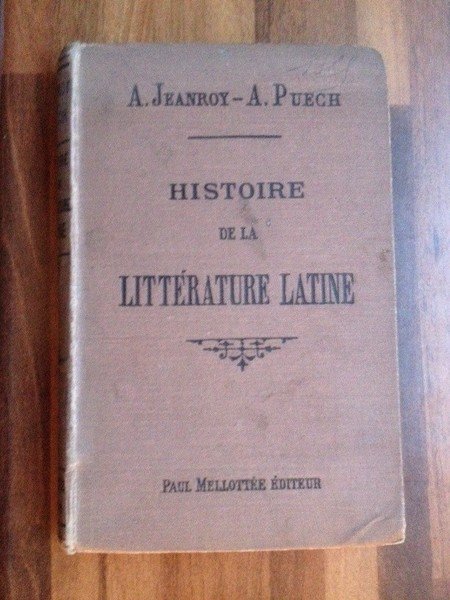 A. JEANROY – A. PUECH
HISTOIRE
DE LA
LITTÉRATURE LATINE
PAUL MELLOTTÉE ÉDITEUR